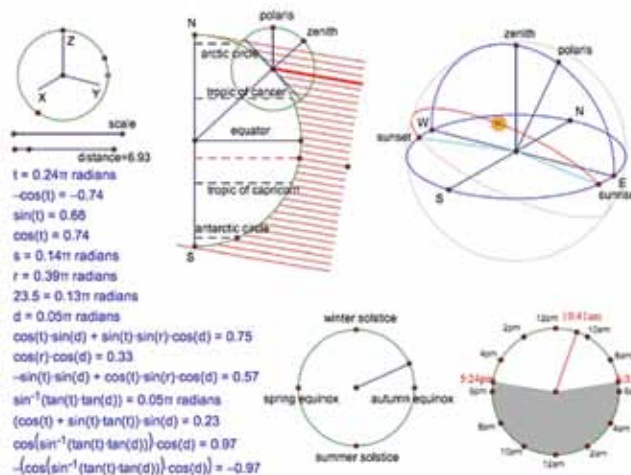 Z
X
Y
scale
distance=6.93
t = 0.24π radians
-cos(t) = -0.74
sin(t) = 0.68
cos(t) = 0.74
s = 0.14π radians
r = 0.39π radians
23.5 = 0.13π radians
d = 0.05π radians
cos(t)·sin(d) + sin(t)·sin(r)·cos(d) = 0.75
cos(r)·cos(d) = 0.33
-sin(t)·sin(d) + cos(t)·sin(r)·cos(d) = 0.57
sin⁻¹(tan(t)·tan(d)) = 0.05π radians
(cos(t) + sin(t)·tan(t))·sin(d) = 0.23
cos(sin⁻¹(tan(t)·tan(d)))·cos(d) = 0.97
-(cos(sin⁻¹(tan(t)·tan(d)))·cos(d)) = -0.97
polaris
N
zenith
arctic circle
tropic of cancer
equator
tropic of capricorn
antarctic circle
S
zenith
polaris
N
W
sunset
E
sunrise
S
winter solstice
spring equinox
autumn equinox
summer solstice
10:41am
12pm
2pm
10am
4pm
8am
5:24pm
6pm
8pm
4am
10pm
2am
12am